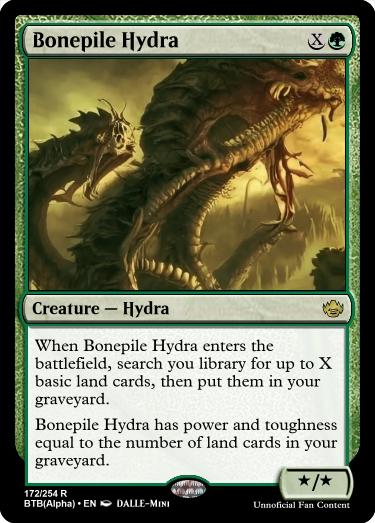 Bonepile Hydra
X
Creature — Hydra
When Bonepile Hydra enters the
battlefield, search you library for up to X
basic land cards, then put them in your
graveyard.
Bonepile Hydra has power and toughness
equal to the number of land cards in your
graveyard.
★/★
172/254 R
BTB(Alpha) • EN DALLE-Mini
Unnoficial Fan Content